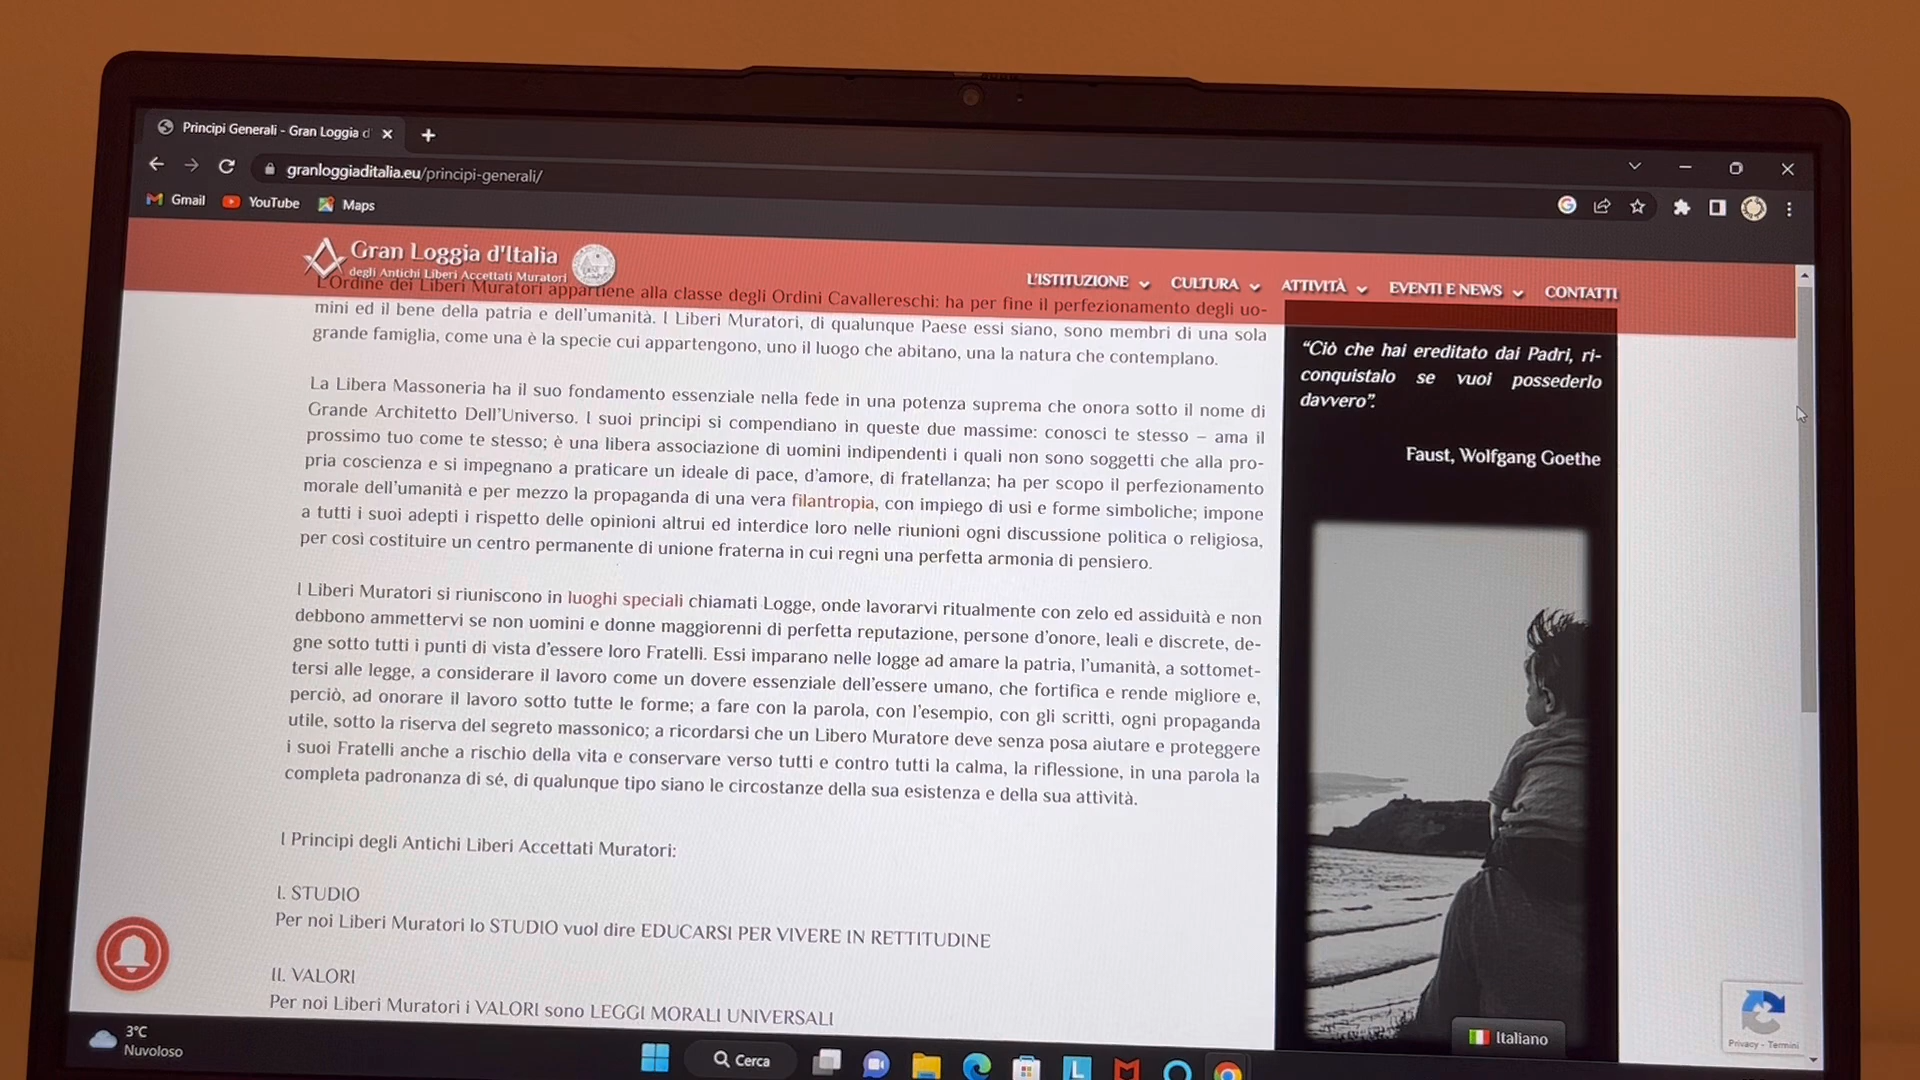 Principi Generali - Gran Loggia d
granloggiaditalia.eu/principi-generali/
Gmail YouTube Maps
Gran Loggia d'Italia
degli Antichi Liberi Accettati Muratori
L'ISTITUZIONE CULTURA ATTIVITÀ EVENTI E NEWS CONTATTI
L'Ordine dei Liberi Muratori appartiene alla classe degli Ordini Cavallereschi: ha per fine il perfezionamento degli uo-
mini ed il bene della patria e dell'umanità. I Liberi Muratori, di qualunque Paese essi siano, sono membri di una sola
grande famiglia, come una è la specie cui appartengono, uno il luogo che abitano, una la natura che contemplano.
La Libera Massoneria ha il suo fondamento essenziale nella fede in una potenza suprema che onora sotto il nome di
Grande Architetto Dell'Universo. I suoi principi si compendiano in queste due massime: conosci te stesso – ama il
prossimo tuo come te stesso; è una libera associazione di uomini indipendenti i quali non sono soggetti che alla pro-
pria coscienza e si impegnano a praticare un ideale di pace, d'amore, di fratellanza; ha per scopo il perfezionamento
morale dell'umanità e per mezzo la propaganda di una vera filantropia, con impiego di usi e forme simboliche; impone
a tutti i suoi adepti i rispetto delle opinioni altrui ed interdice loro nelle riunioni ogni discussione politica o religiosa,
per così costituire un centro permanente di unione fraterna in cui regni una perfetta armonia di pensiero.
I Liberi Muratori si riuniscono in luoghi speciali chiamati Logge, onde lavorarvi ritualmente con zelo ed assiduità e non
debbono ammettervi se non uomini e donne maggiorenni di perfetta reputazione, persone d'onore, leali e discrete, de-
gne sotto tutti i punti di vista d'essere loro Fratelli. Essi imparano nelle logge ad amare la patria, l'umanità, a sottomet-
tersi alle legge, a considerare il lavoro come un dovere essenziale dell'essere umano, che fortifica e rende migliore e,
perciò, ad onorare il lavoro sotto tutte le forme; a fare con la parola, con l'esempio, con gli scritti, ogni propaganda
utile, sotto la riserva del segreto massonico; a ricordarsi che un Libero Muratore deve senza posa aiutare e proteggere
i suoi Fratelli anche a rischio della vita e conservare verso tutti e contro tutti la calma, la riflessione, in una parola la
completa padronanza di sé, di qualunque tipo siano le circostanze della sua esistenza e della sua attività.
I Principi degli Antichi Liberi Accettati Muratori:
I. STUDIO
Per noi Liberi Muratori lo STUDIO vuol dire EDUCARSI PER VIVERE IN RETTITUDINE
II. VALORI
Per noi Liberi Muratori i VALORI sono LEGGI MORALI UNIVERSALI
“Ciò che hai ereditato dai Padri, ri-
conquistalo se vuoi possederlo
davvero”.
Faust, Wolfgang Goethe
Italiano
Privacy - Termini
3°C
Nuvoloso
Cerca